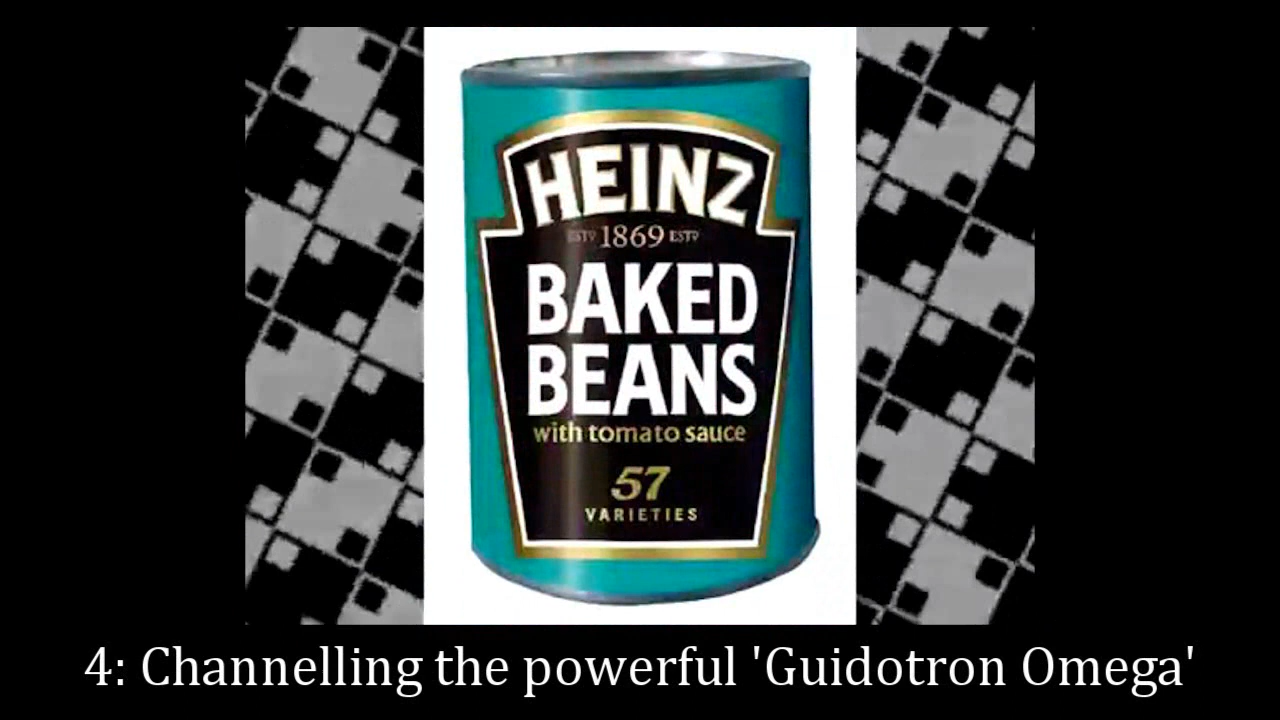 HEINZ
ESTD 1869 ESTD
BAKED
BEANS
with tomato sauce
57
VARIETIES
4: Channelling the powerful 'Guidotron Omega'